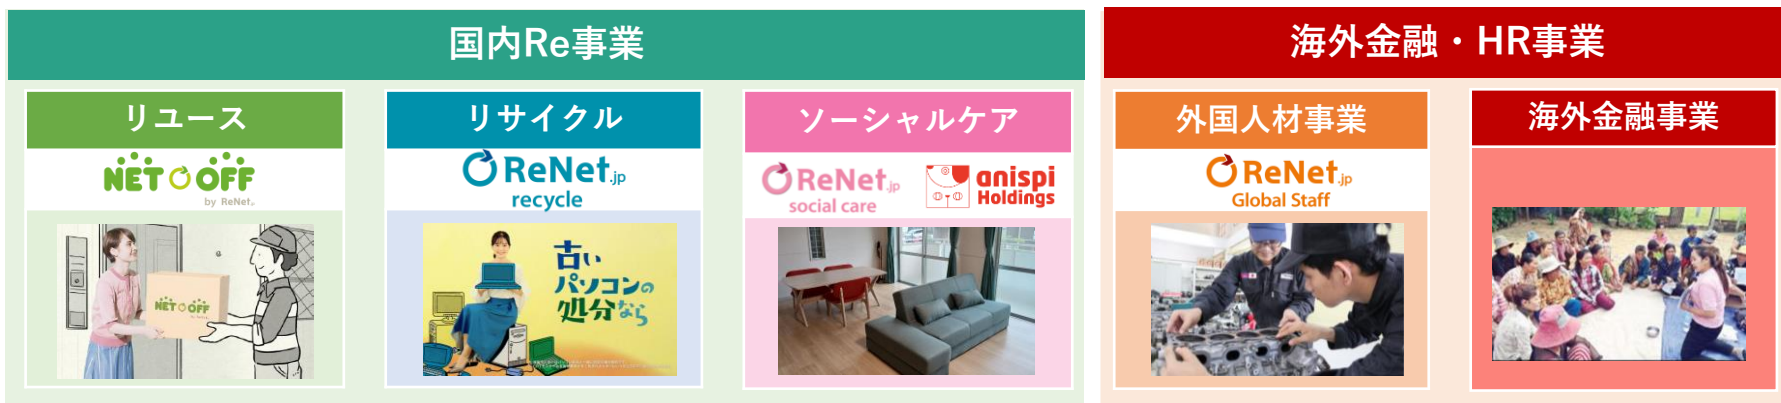 国内Re事業
リユース
NET OFF
by ReNet.
NET OFF
リサイクル
ReNet.jp
recycle
古い
パソコンの
処分なら
ソーシャルケア
ReNet.jp
social care
anispi
Holdings
海外金融・HR事業
外国人材事業
ReNet.jp
Global Staff
海外金融事業